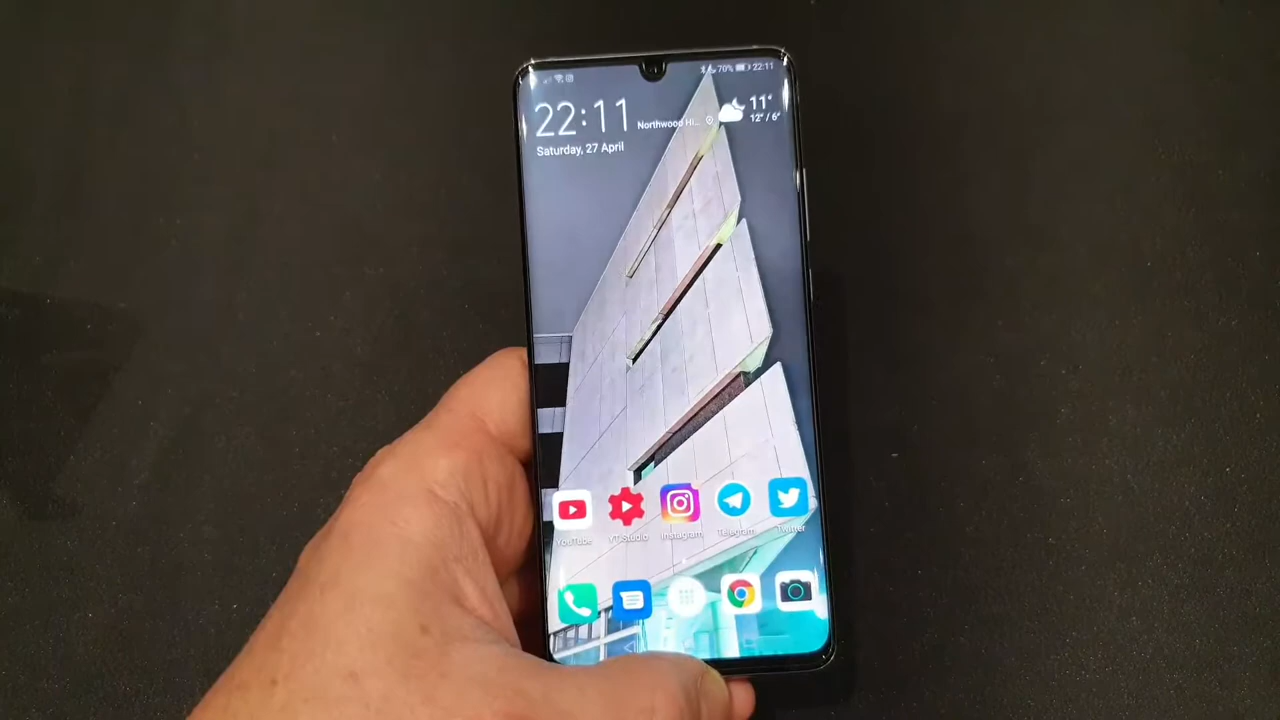 70% 22:11
22:11
Northwood Hi...
11°
12° / 6°
Saturday, 27 April
YouTube
YT Studio
Instagram
Telegram
Twitter